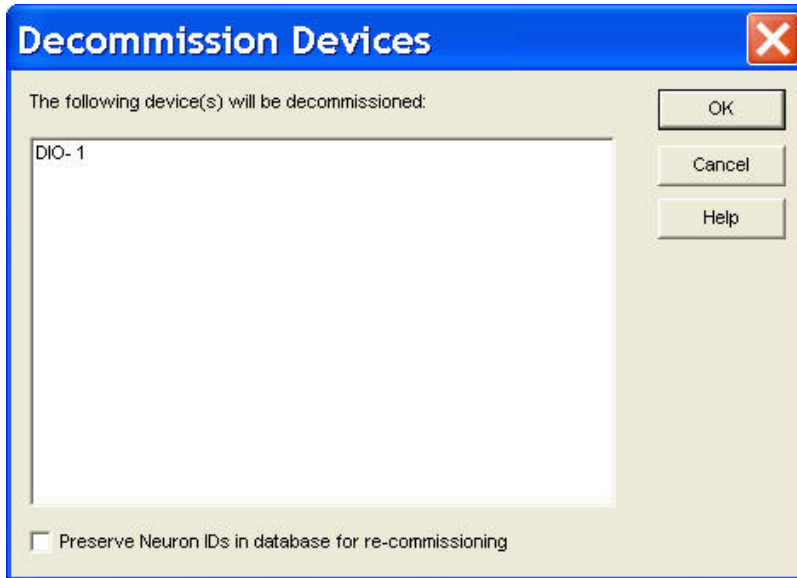 Decommission Devices
The following device(s) will be decommissioned:
DIO- 1
OK
Cancel
Help
Preserve Neuron IDs in database for re-commissioning